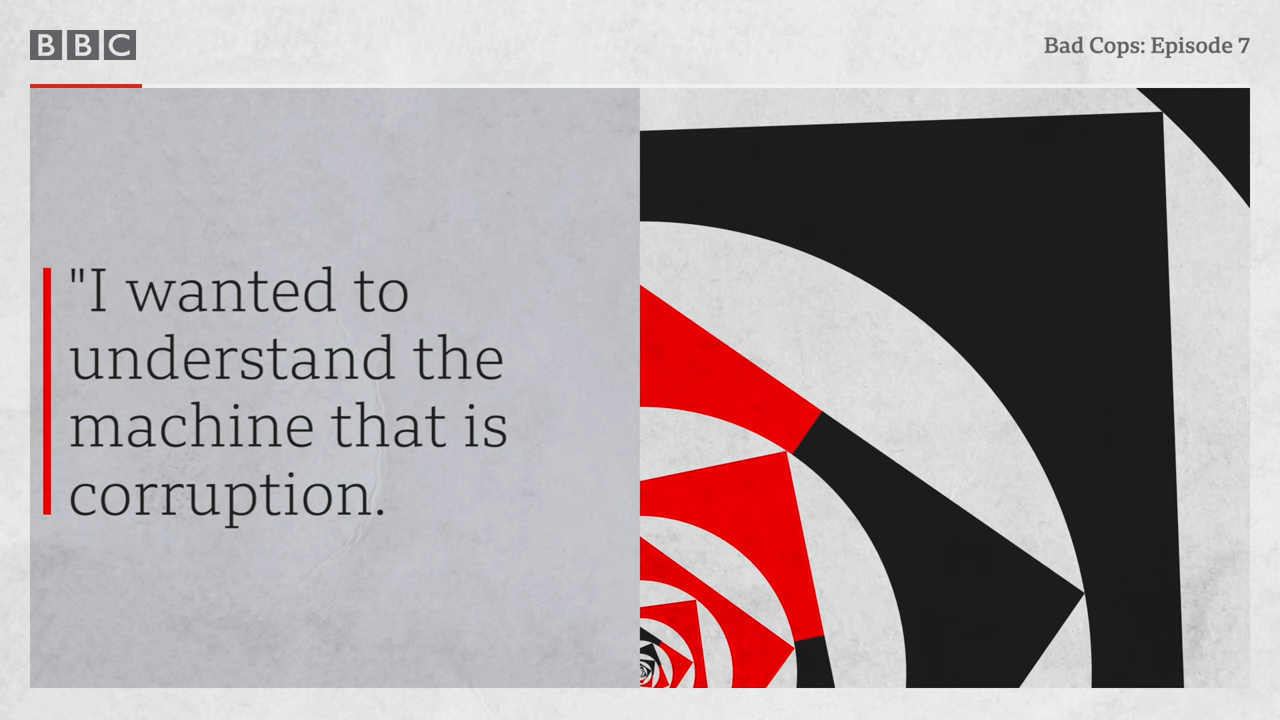 BBC
Bad Cops: Episode 7
"I wanted to
understand the
machine that is
corruption.